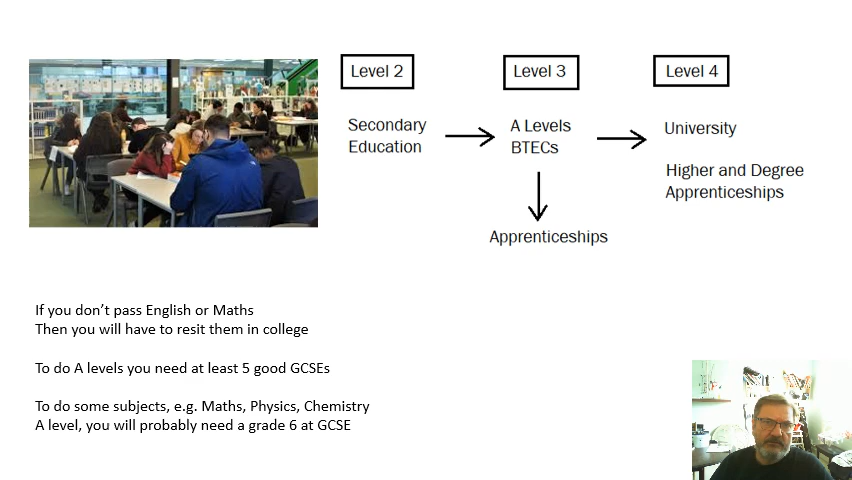 Level 2
Level 3
Level 4
Secondary
Education
A Levels
BTECs
University
Higher and Degree
Apprenticeships
Apprenticeships
If you don't pass English or Maths
Then you will have to resit them in college
To do A levels you need at least 5 good GCSEs
To do some subjects, e.g. Maths, Physics, Chemistry
A level, you will probably need a grade 6 at GCSE